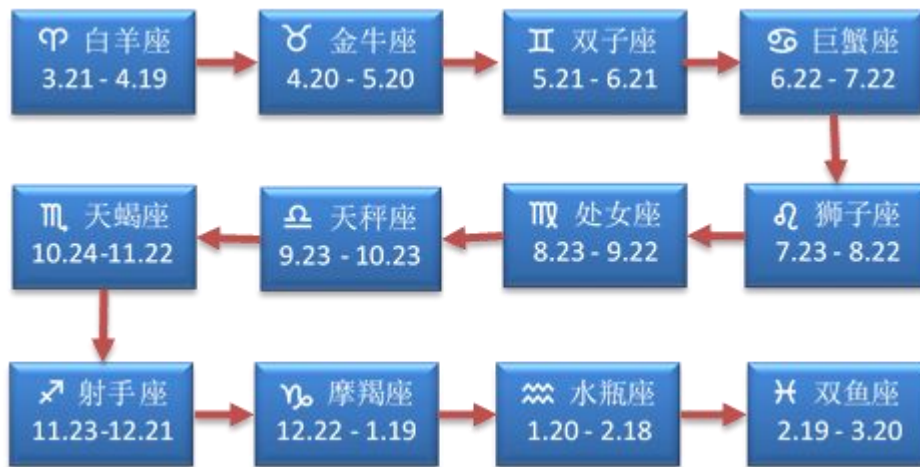 ♈ 白羊座
3.21 - 4.19
♉ 金牛座
4.20 - 5.20
♊ 双子座
5.21 - 6.21
♋ 巨蟹座
6.22 - 7.22
♏ 天蝎座
10.24-11.22
♎ 天秤座
9.23 - 10.23
♍ 处女座
8.23 - 9.22
♌ 狮子座
7.23 - 8.22
♐ 射手座
11.23-12.21
♑ 摩羯座
12.22 - 1.19
♒ 水瓶座
1.20 - 2.18
♓ 双鱼座
2.19 - 3.20